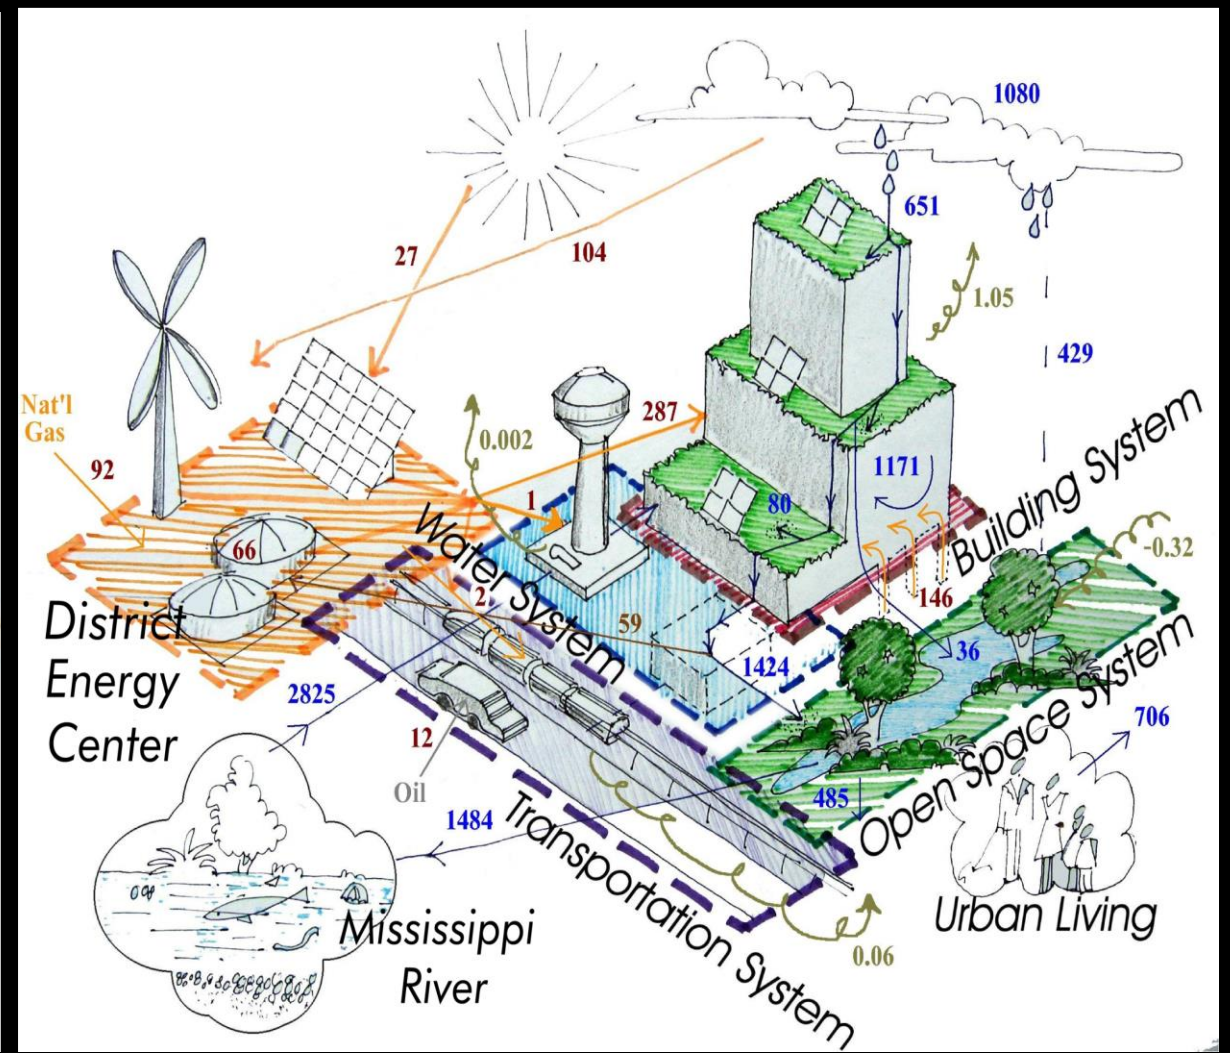 1080
651
27
104
1.05
429
Nat'l
Gas
287
0.002
92
1171
1
80
66
-0.32
146
2
59
36
1424
Water System
Building System
District
Energy
Center
2825
12
Oil
706
485
1484
Open Space System
Transportation System
Urban Living
Mississippi
River
0.06